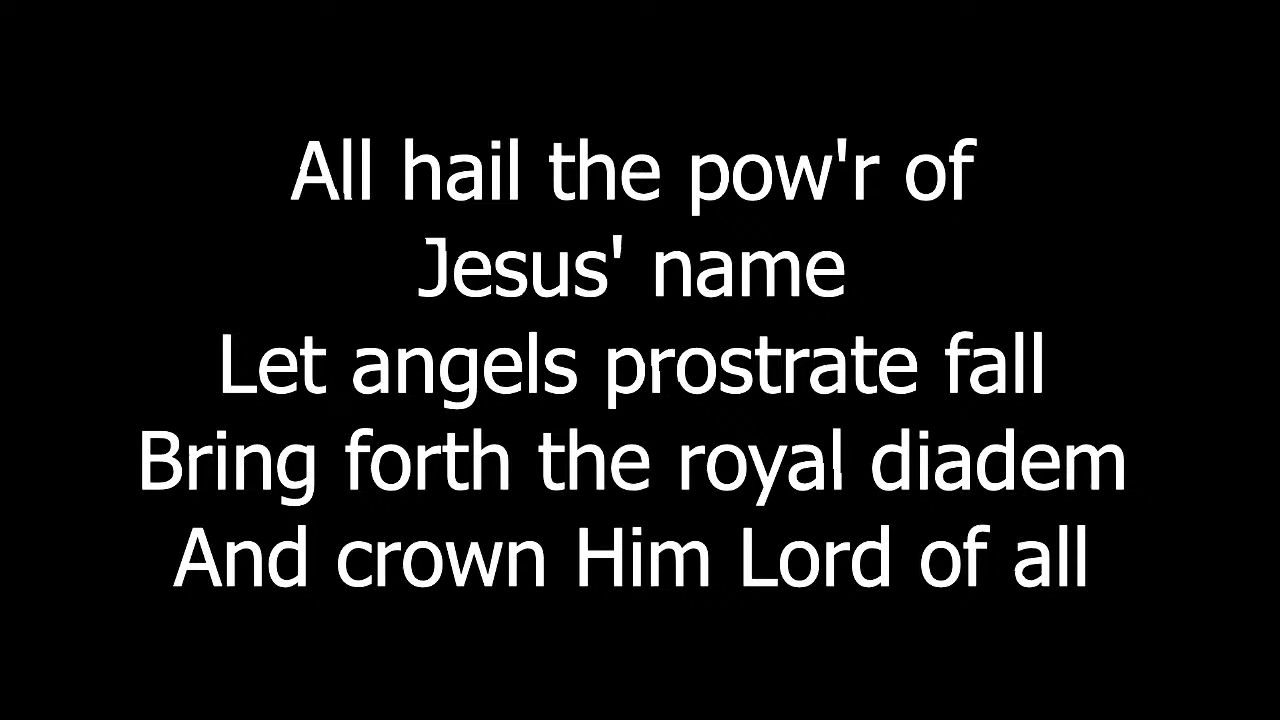 All hail the pow'r of
Jesus' name
Let angels prostrate fall
Bring forth the royal diadem
And crown Him Lord of all